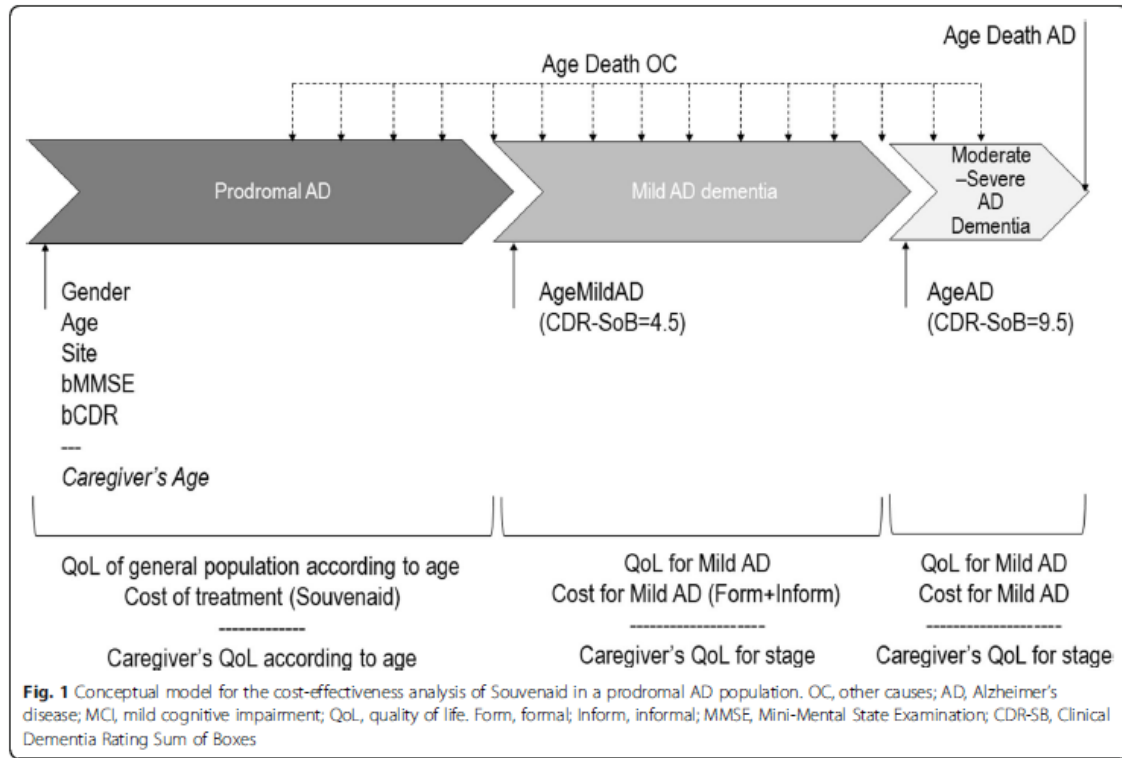 Age Death AD
Age Death OC
Prodromal AD
Mild AD dementia
Moderate
–Severe
AD
Dementia
Gender
Age
Site
bMMSE
bCDR
---
Caregiver's Age
AgeMildAD
(CDR-SoB=4.5)
AgeAD
(CDR-SoB=9.5)
QoL of general population according to age
Cost of treatment (Souvenaid)
-------------
Caregiver's QoL according to age
QoL for Mild AD
Cost for Mild AD (Form+Inform)
--------------------
Caregiver's QoL for stage
QoL for Mild AD
Cost for Mild AD
--------------------
Caregiver's QoL for stage
Fig. 1 Conceptual model for the cost-effectiveness analysis of Souvenaid in a prodromal AD population. OC, other causes; AD, Alzheimer's
disease; MCI, mild cognitive impairment; QoL, quality of life. Form, formal; Inform, informal; MMSE, Mini-Mental State Examination; CDR-SB, Clinical
Dementia Rating Sum of Boxes